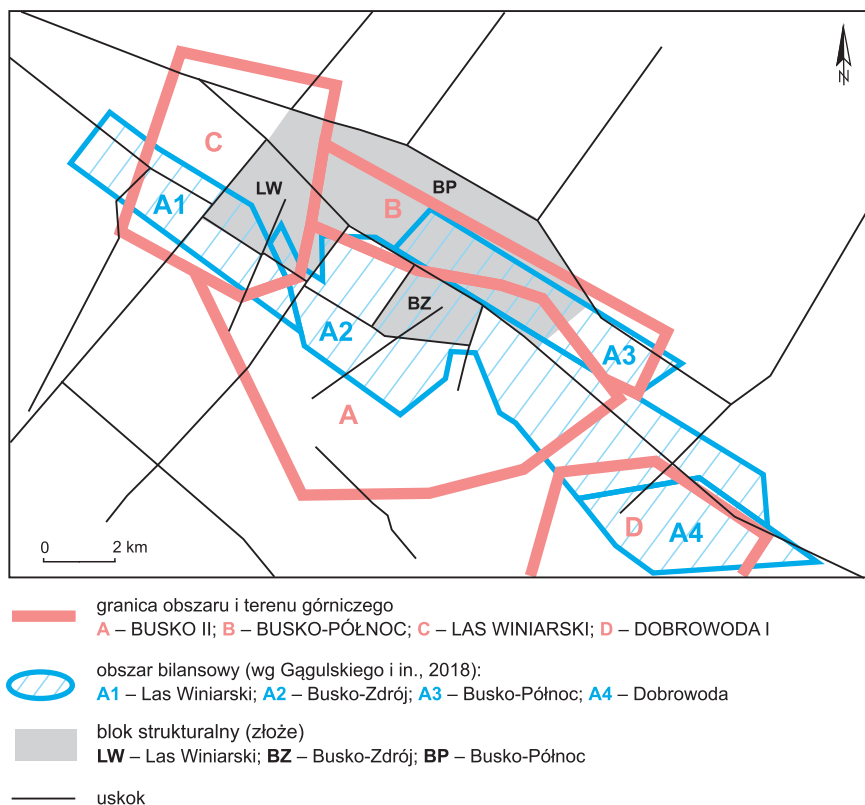 N
C
LW
BP
A1
B
BZ
A2
A3
A
D
A4
0 2 km
granica obszaru i terenu górniczego
A – BUSKO II; B – BUSKO-PÓŁNOC; C – LAS WINIARSKI; D – DOBROWODA I
obszar bilansowy (wg Gągulskiego i in., 2018):
A1 – Las Winiarski; A2 – Busko-Zdrój; A3 – Busko-Północ; A4 – Dobrowoda
blok strukturalny (złoże)
LW – Las Winiarski; BZ – Busko-Zdrój; BP – Busko-Północ
uskok